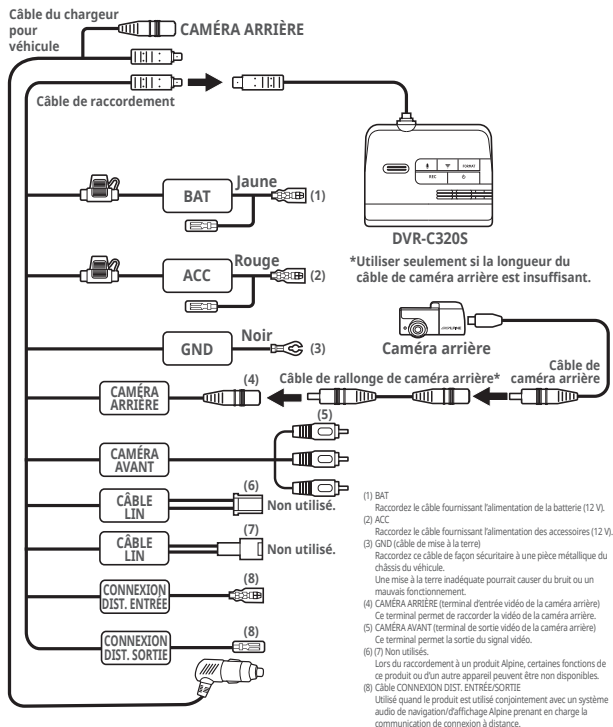 Câble du chargeur
pour
véhicule
CAMÉRA ARRIÈRE
Câble de raccordement
FORMAT
REC
DVR-C320S
*Utiliser seulement si la longueur du
câble de caméra arrière est insuffisant.
BAT
Jaune
(1)
ACC
Rouge
(2)
GND
Noir
(3)
ALPINE
Caméra arrière
Câble de
caméra arrière
CAMÉRA
ARRIÈRE
(4)
Câble de rallonge de caméra arrière*
(5)
CAMÉRA
AVANT
CÂBLE
LIN
(6)
Non utilisé.
CÂBLE
LIN
(7)
Non utilisé.
CONNEXION
DIST. ENTRÉE
(8)
CONNEXION
DIST. SORTIE
(8)
(1) BAT
Raccordez le câble fournissant l'alimentation de la batterie (12 V).
(2) ACC
Raccordez le câble fournissant l'alimentation des accessoires (12 V).
(3) GND (câble de mise à la terre)
Raccordez ce câble de façon sécuritaire à une pièce métallique du
châssis du véhicule.
Une mise à la terre inadéquate pourrait causer du bruit ou un
mauvais fonctionnement.
(4) CAMÉRA ARRIÈRE (terminal d'entrée vidéo de la caméra arrière)
Ce terminal permet de raccorder la vidéo de la caméra arrière.
(5) CAMÉRA AVANT (terminal de sortie vidéo de la caméra arrière)
Ce terminal permet la sortie du signal vidéo.
(6) (7) Non utilisés.
Lors du raccordement à un produit Alpine, certaines fonctions de
ce produit ou d'un autre appareil peuvent être non disponibles.
(8) Câble CONNEXION DIST. ENTRÉE/SORTIE
Utilisé quand le produit est utilisé conjointement avec un système
audio de navigation/d'affichage Alpine prenant en charge la
communication de connexion à distance.